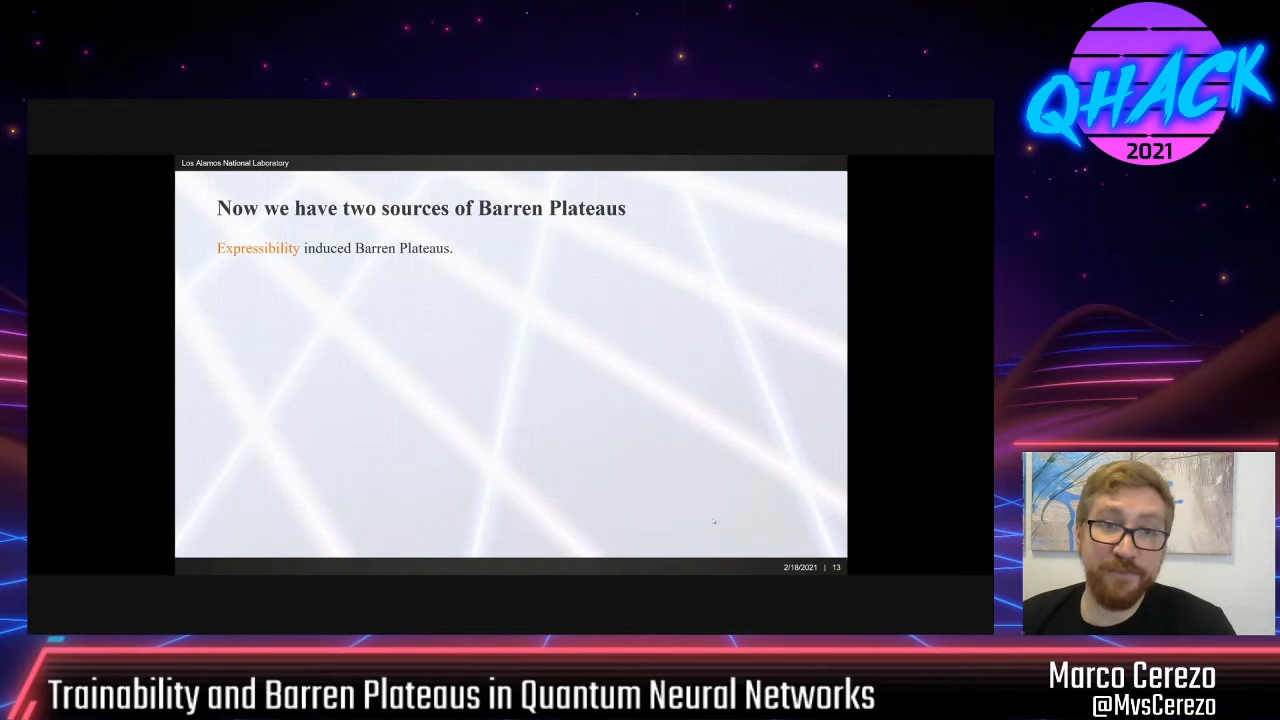 QHACK
2021
Los Alamos National Laboratory
Now we have two sources of Barren Plateaus
Expressibility induced Barren Plateaus.
2/18/2021 | 13
Trainability and Barren Plateaus in Quantum Neural Networks
Marco Cerezo
@MvsCerezo